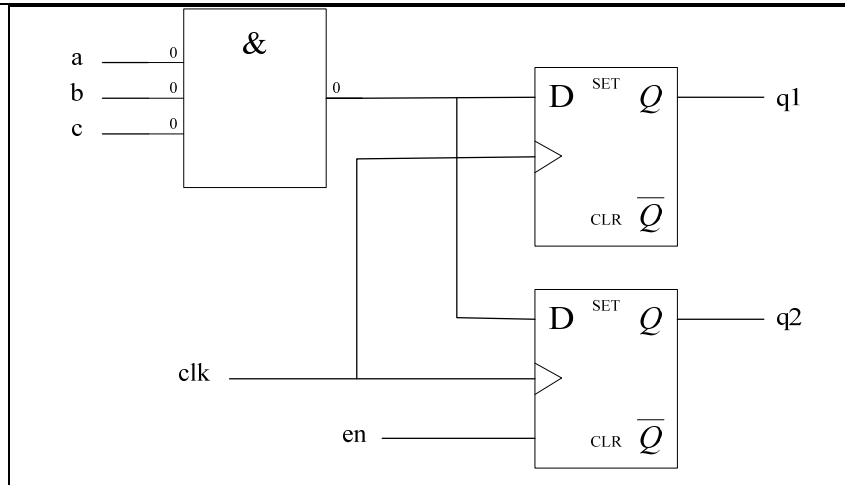 &
a 0
b 0 0
c 0
D SET Q q1
CLR Q̅
D SET Q q2
clk
en CLR Q̅